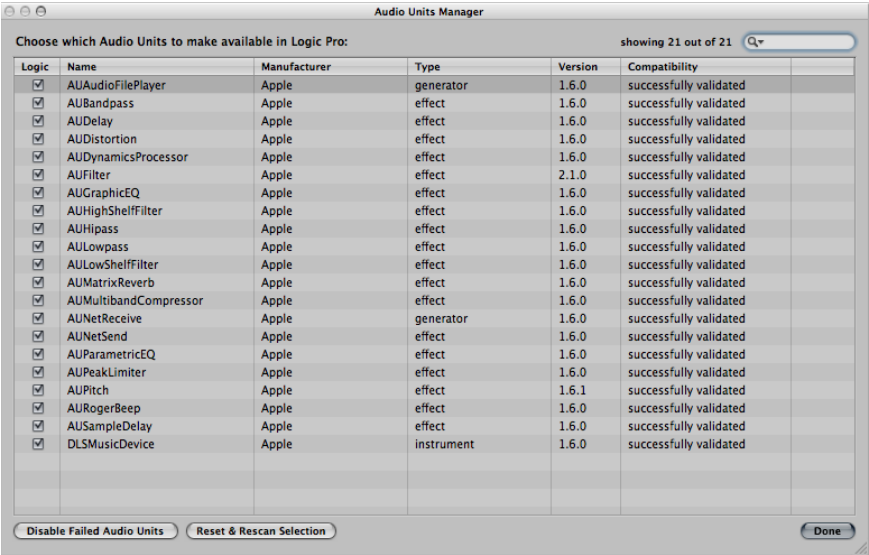 Audio Units Manager
Choose which Audio Units to make available in Logic Pro: showing 21 out of 21
Logic Name Manufacturer Type Version Compatibility
AUAudioFilePlayer Apple generator 1.6.0 successfully validated
AUBandpass Apple effect 1.6.0 successfully validated
AUDelay Apple effect 1.6.0 successfully validated
AUDistortion Apple effect 1.6.0 successfully validated
AUDynamicsProcessor Apple effect 1.6.0 successfully validated
AUFilter Apple effect 2.1.0 successfully validated
AUGraphicEQ Apple effect 1.6.0 successfully validated
AUHighShelfFilter Apple effect 1.6.0 successfully validated
AUHipass Apple effect 1.6.0 successfully validated
AULowpass Apple effect 1.6.0 successfully validated
AULowShelfFilter Apple effect 1.6.0 successfully validated
AUMatrixReverb Apple effect 1.6.0 successfully validated
AUMultibandCompressor Apple effect 1.6.0 successfully validated
AUNetReceive Apple generator 1.6.0 successfully validated
AUNetSend Apple effect 1.6.0 successfully validated
AUParametricEQ Apple effect 1.6.0 successfully validated
AUPeakLimiter Apple effect 1.6.0 successfully validated
AUPitch Apple effect 1.6.1 successfully validated
AURogerBeep Apple effect 1.6.0 successfully validated
AUSampleDelay Apple effect 1.6.0 successfully validated
DLSMusicDevice Apple instrument 1.6.0 successfully validated
Disable Failed Audio Units Reset & Rescan Selection Done